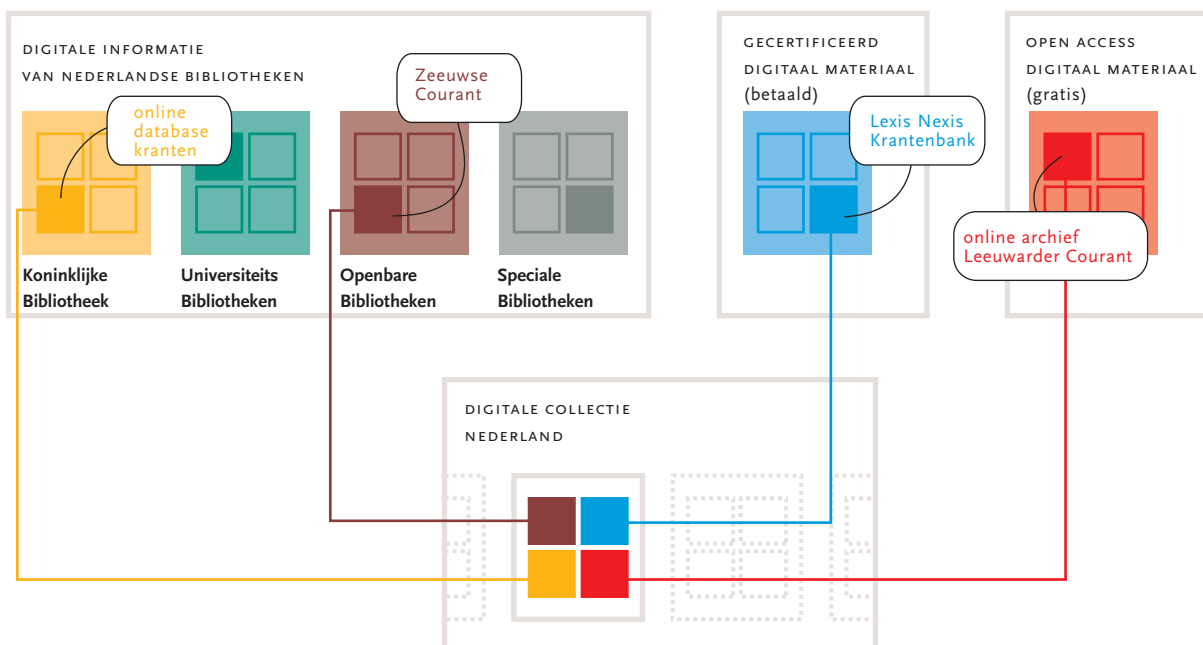 DIGITALE INFORMATIE
VAN NEDERLANDSE BIBLIOTHEKEN
online
database
kranten
Zeeuwse
Courant
Koninklijke
Bibliotheek
Universiteits
Bibliotheken
Openbare
Bibliotheken
Speciale
Bibliotheken
GECERTIFICEERD
DIGITAAL MATERIAAL
(betaald)
Lexis Nexis
Krantenbank
OPEN ACCESS
DIGITAAL MATERIAAL
(gratis)
online archief
Leeuwarder Courant
DIGITALE COLLECTIE
NEDERLAND